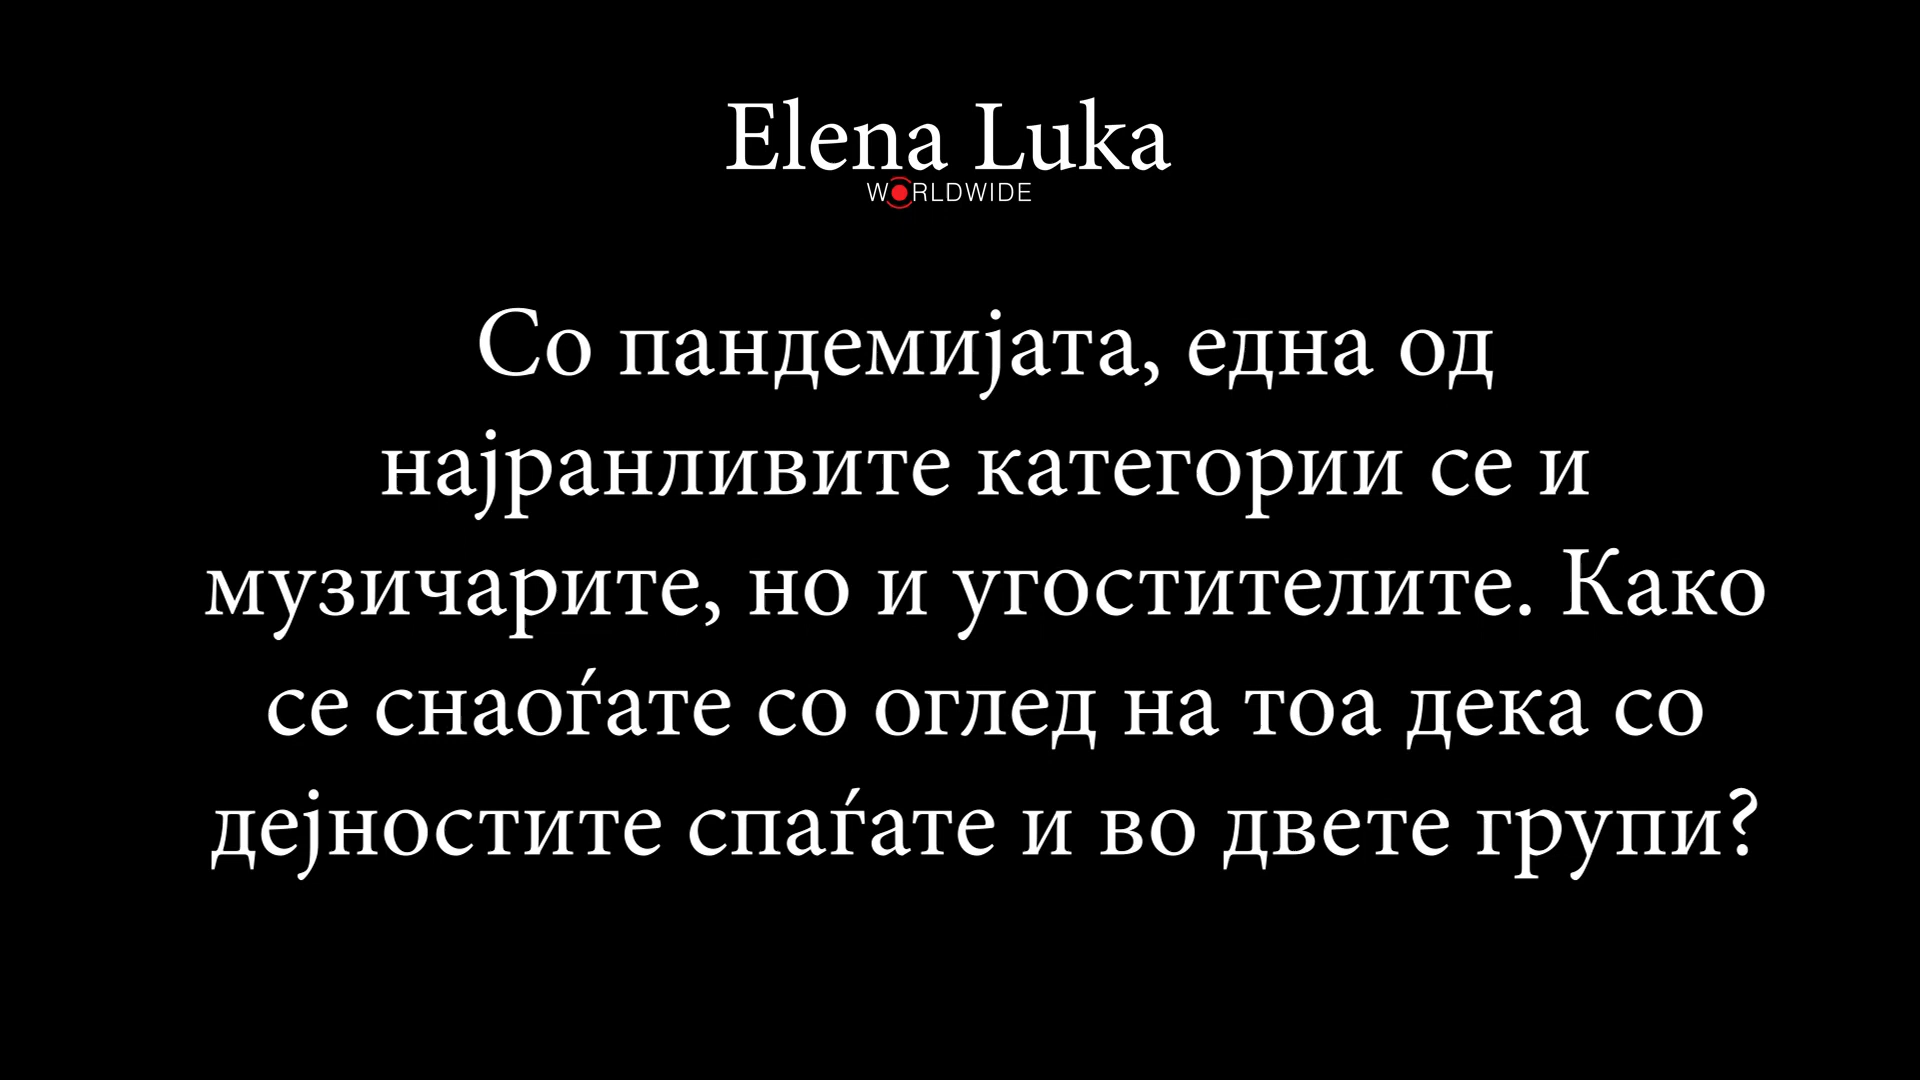 Elena Luka
WORLDWIDE
Со пандемијата, една од
најранливите категории се и
музичарите, но и угостителите. Како
се снаоѓате со оглед на тоа дека со
дејностите спаѓате и во двете групи?